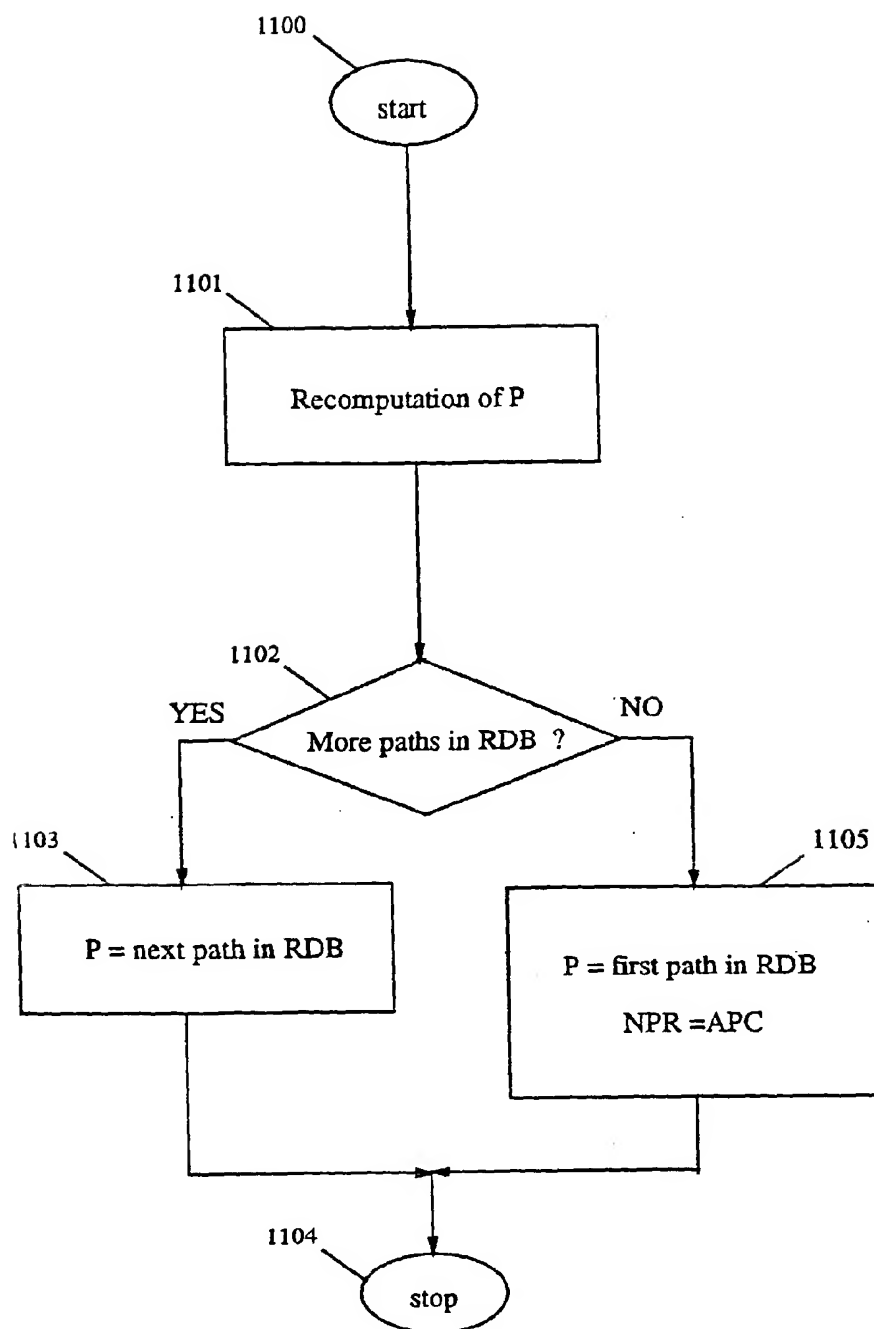 1100
start
1101
Recomputation of P
1102
YES
NO
More paths in RDB ?
1103
1105
P = next path in RDB
P = first path in RDB
NPR =APC
1104
stop